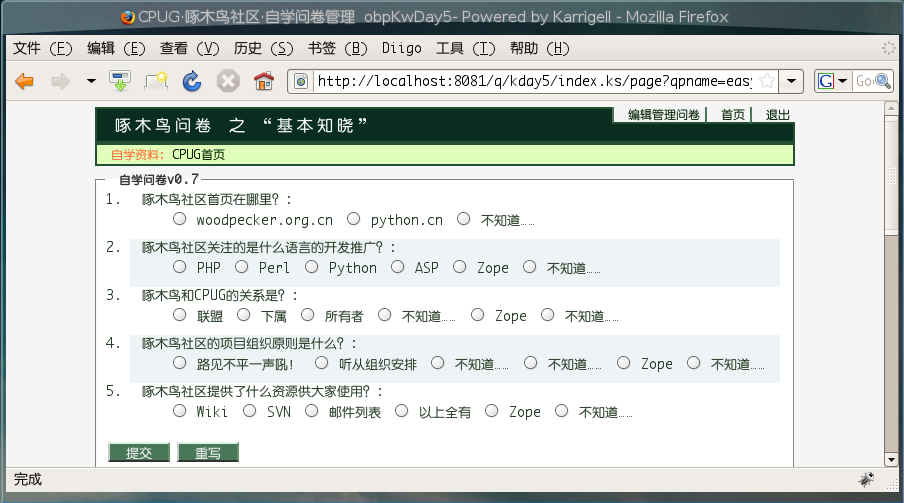 CPUG·啄木鸟社区·自学问卷管理 obpKwDay5- Powered by Karrigell - Mozilla Firefox
文件 (F) 编辑 (E) 查看 (V) 历史 (S) 书签 (B) Diigo 工具 (T) 帮助 (H)
http://localhost:8081/q/kday5/index.ks/page?qpname=easy
编辑管理问卷 首页 退出
啄木鸟问卷 之 “基本知晓”
自学资料: CPUG首页
自学问卷v0.7
1. 啄木鸟社区首页在哪里？:
woodpecker.org.cn python.cn 不知道……
2. 啄木鸟社区关注的是什么语言的开发推广？:
PHP Perl Python ASP Zope 不知道……
3. 啄木鸟和CPUG的关系是？:
联盟 下属 所有者 不知道…… Zope 不知道……
4. 啄木鸟社区的项目组织原则是什么？:
路见不平一声吼！ 听从组织安排 不知道…… 不知道…… Zope 不知道……
5. 啄木鸟社区提供了什么资源供大家使用？:
Wiki SVN 邮件列表 以上全有 Zope 不知道……
提交 重写
完成